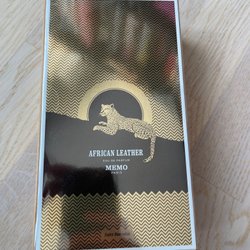 AFRICAN LEATHER
EAU DE PARFUM
MEMO
PARIS